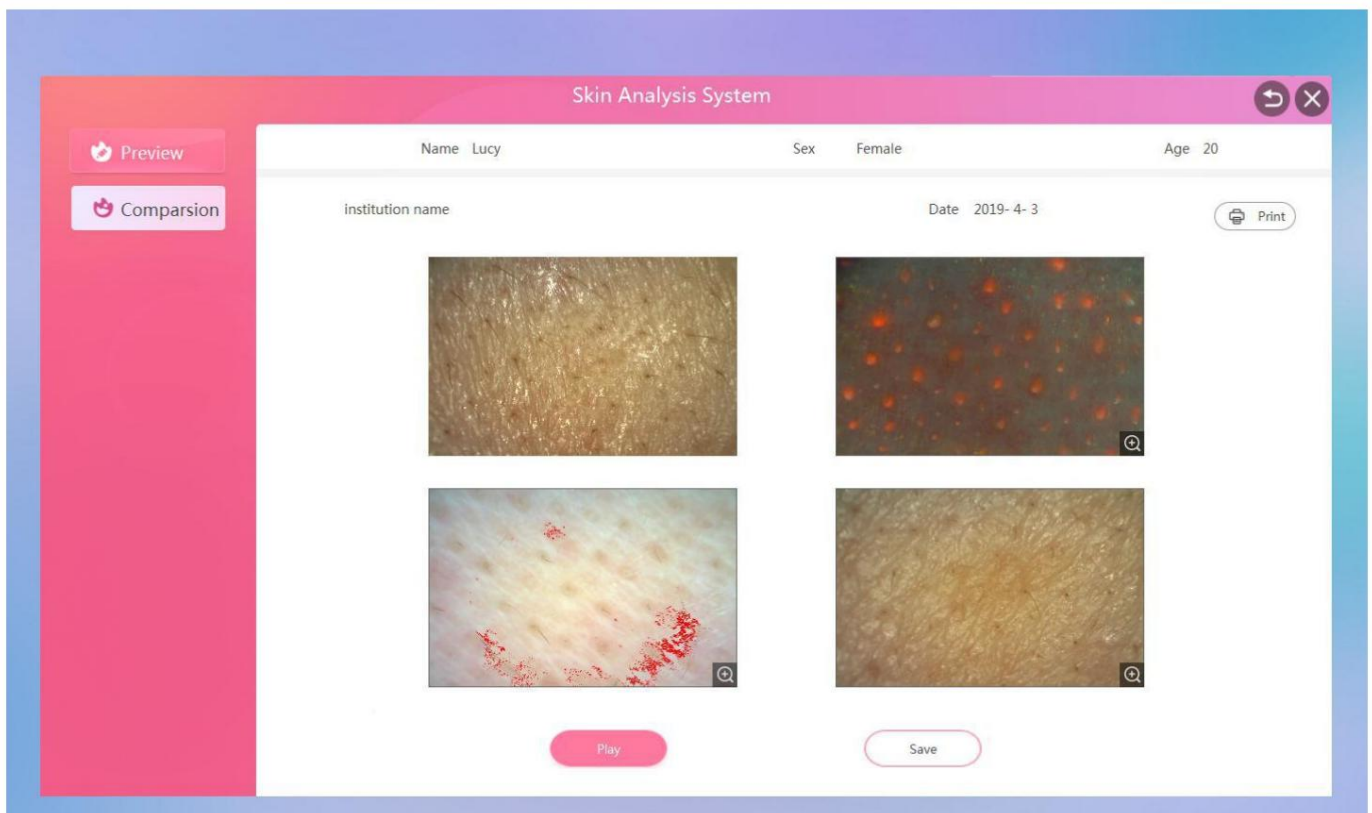 Skin Analysis System
Preview
Name Lucy Sex Female Age 20
Comparsion
institution name Date 2019- 4- 3 Print
Play Save